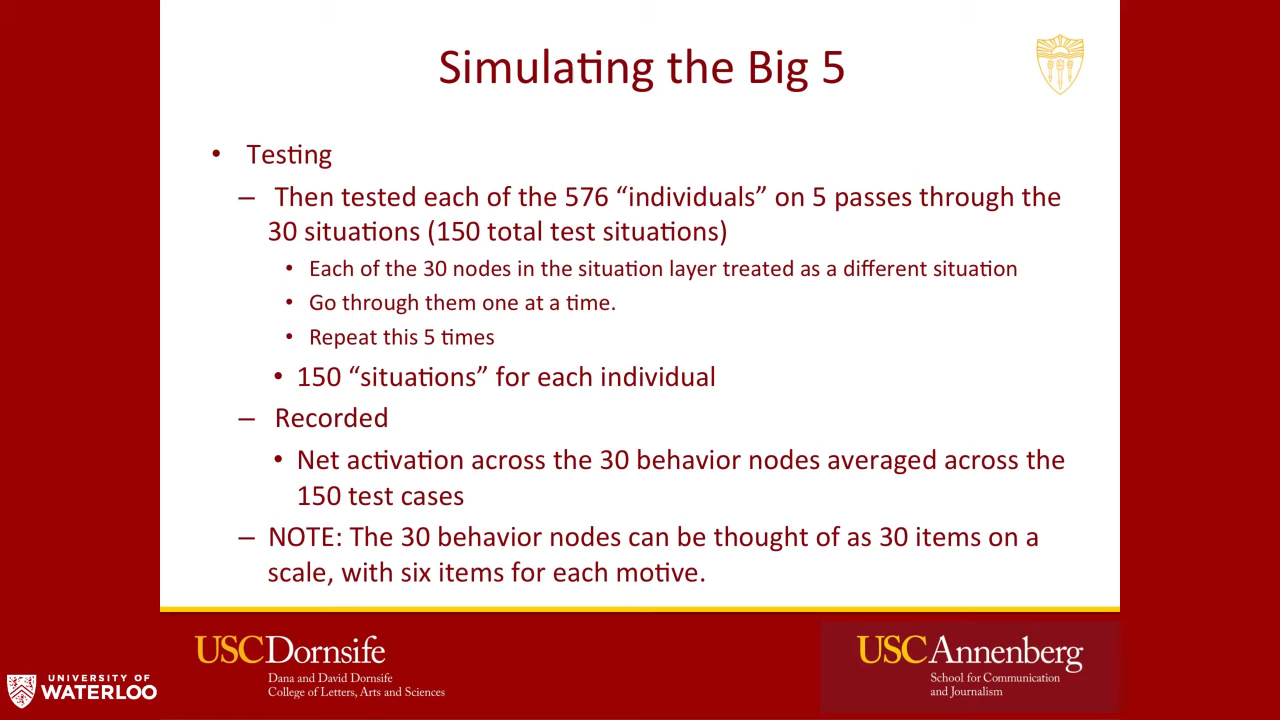 Simulating the Big 5
• Testing
– Then tested each of the 576 “individuals” on 5 passes through the
30 situations (150 total test situations)
• Each of the 30 nodes in the situation layer treated as a different situation
• Go through them one at a time.
• Repeat this 5 times
• 150 “situations” for each individual
– Recorded
• Net activation across the 30 behavior nodes averaged across the
150 test cases
– NOTE: The 30 behavior nodes can be thought of as 30 items on a
scale, with six items for each motive.
USC Dornsife
Dana and David Dornsife
College of Letters, Arts and Sciences
USC Annenberg
School for Communication
and Journalism
UNIVERSITY OF
WATERLOO